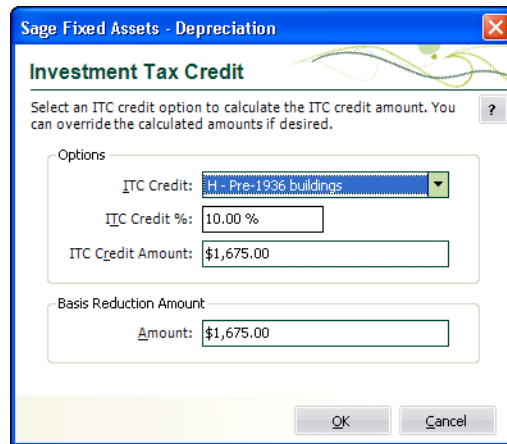 Sage Fixed Assets - Depreciation
Investment Tax Credit
Select an ITC credit option to calculate the ITC credit amount. You
can override the calculated amounts if desired.
?
Options
ITC Credit: H - Pre-1936 buildings
ITC Credit %: 10.00 %
ITC Credit Amount: $1,675.00
Basis Reduction Amount
Amount: $1,675.00
OK Cancel